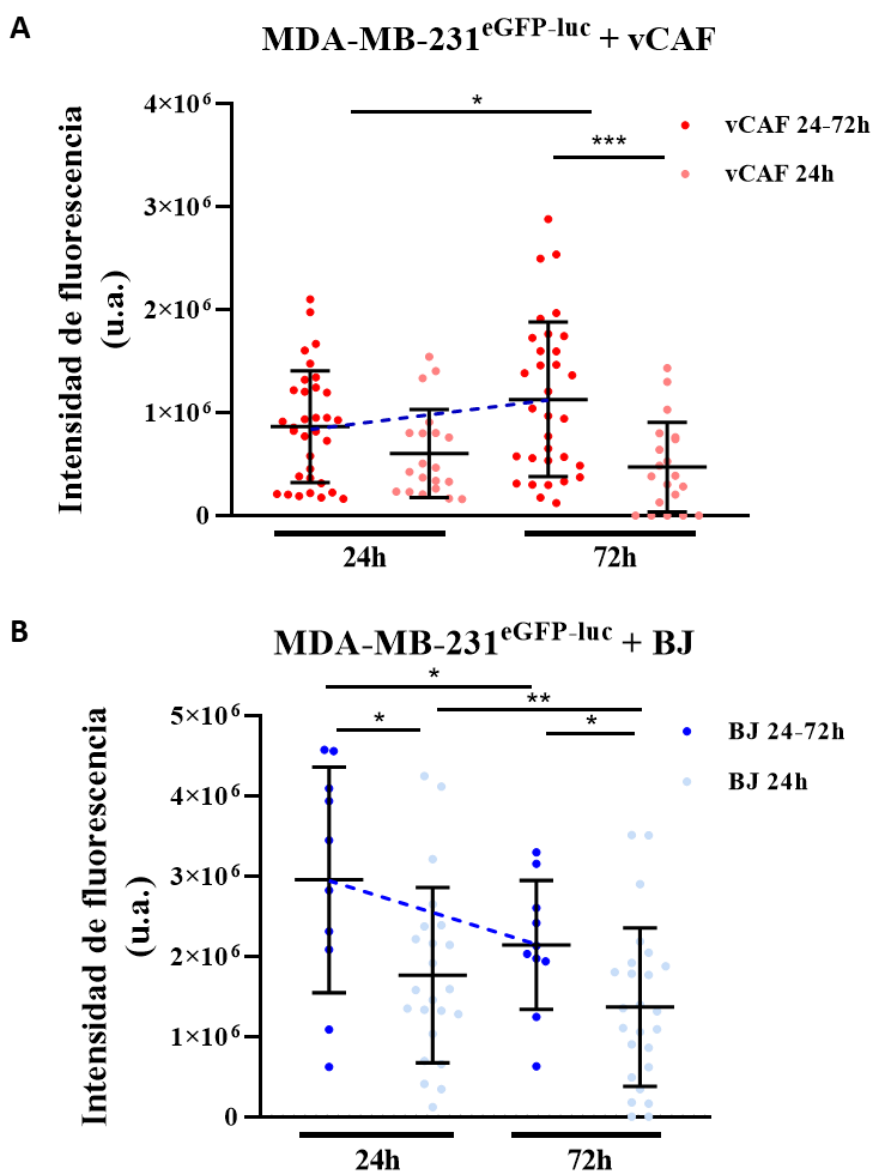 A
MDA-MB-231eGFP-luc + vCAF
Intensidad de fluorescencia
(u.a.)
4×10⁶
3×10⁶
2×10⁶
1×10⁶
0
*
***
vCAF 24-72h
vCAF 24h
24h
72h
B
MDA-MB-231eGFP-luc + BJ
Intensidad de fluorescencia
(u.a.)
5×10⁶
4×10⁶
3×10⁶
2×10⁶
1×10⁶
0
*
**
*
*
BJ 24-72h
BJ 24h
24h
72h